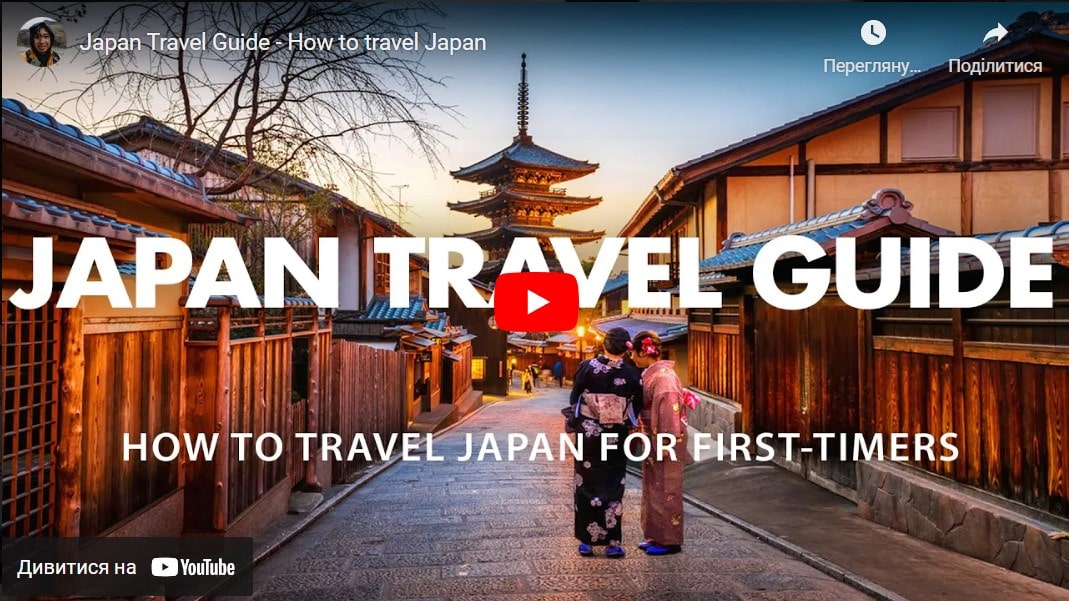 Japan Travel Guide - How to travel Japan
Перегляну...
Поділитися
JAPAN TRAVEL GUIDE
HOW TO TRAVEL JAPAN FOR FIRST-TIMERS
Дивитися на YouTube